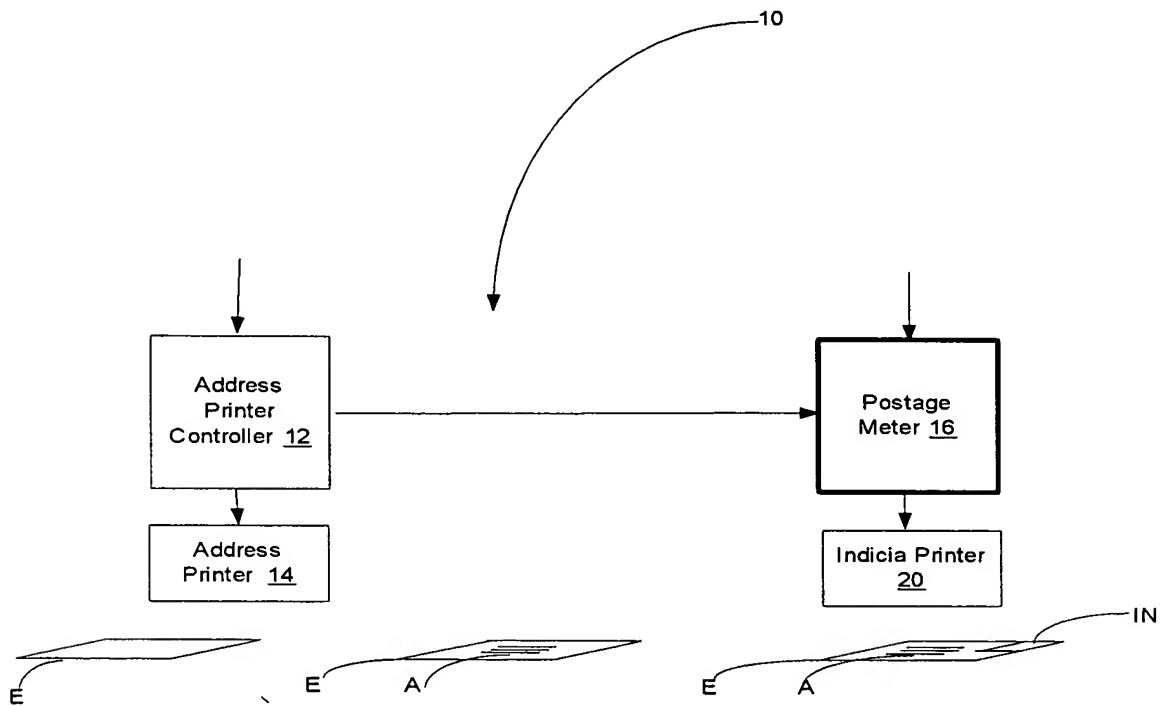 10
Address
Printer
Controller 12
Postage
Meter 16
Address
Printer 14
Indicia Printer
20
IN
E
E
A
E
A